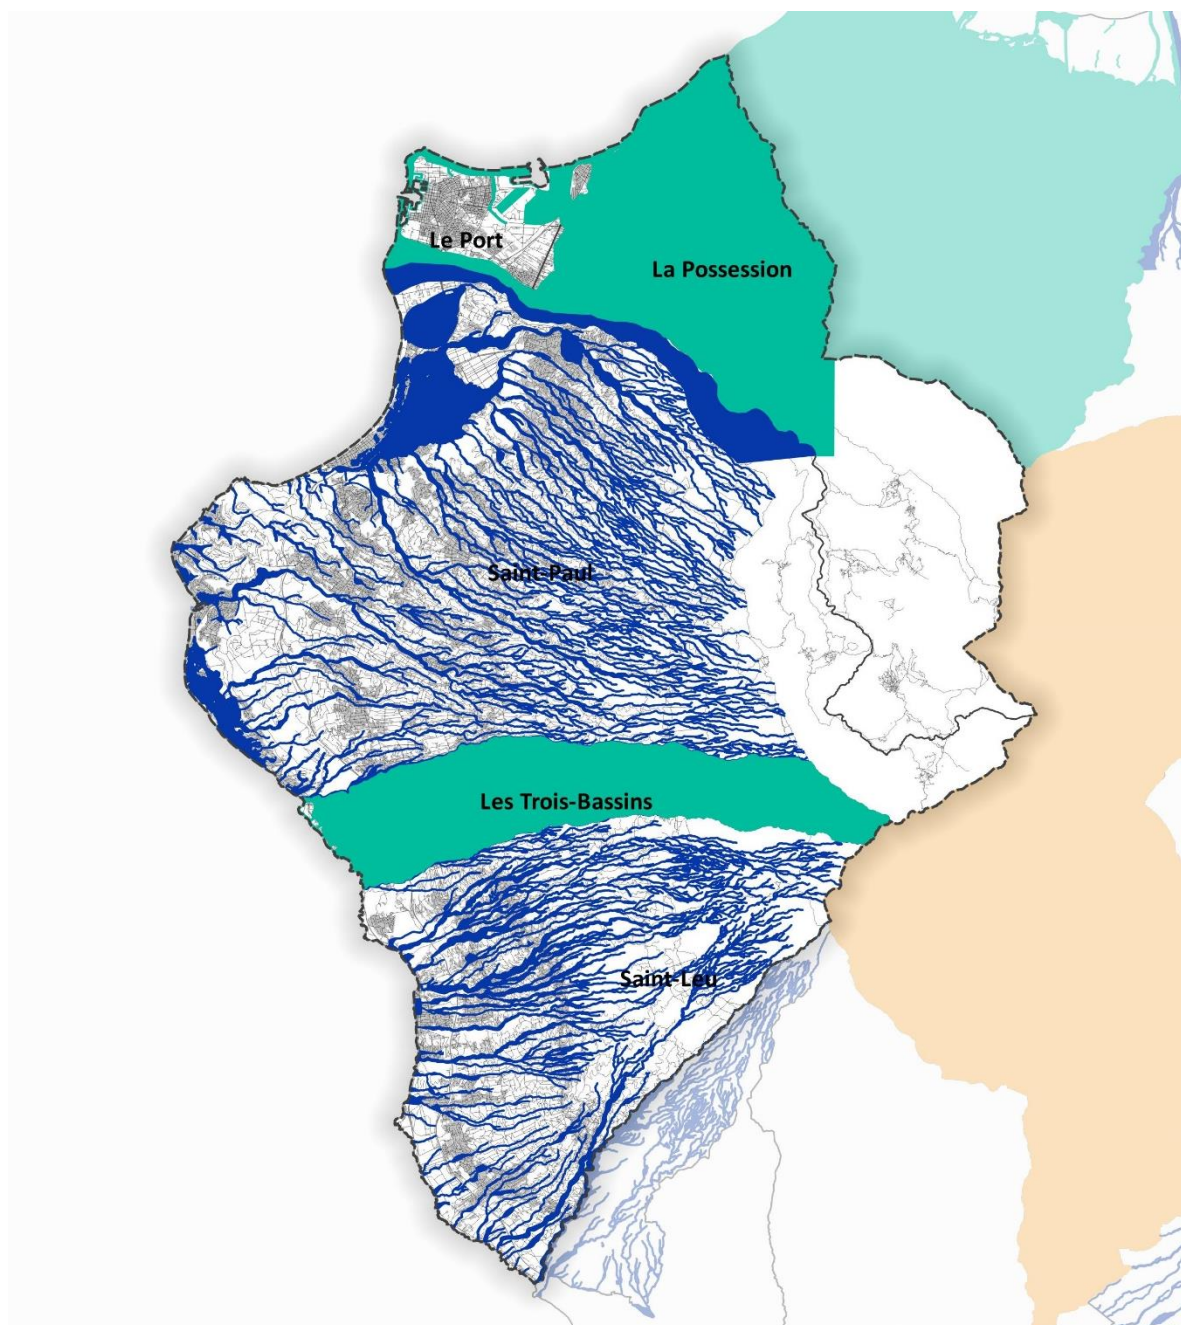 Le Port
La Possession
Saint-Paul
Les Trois-Bassins
Saint-Leu